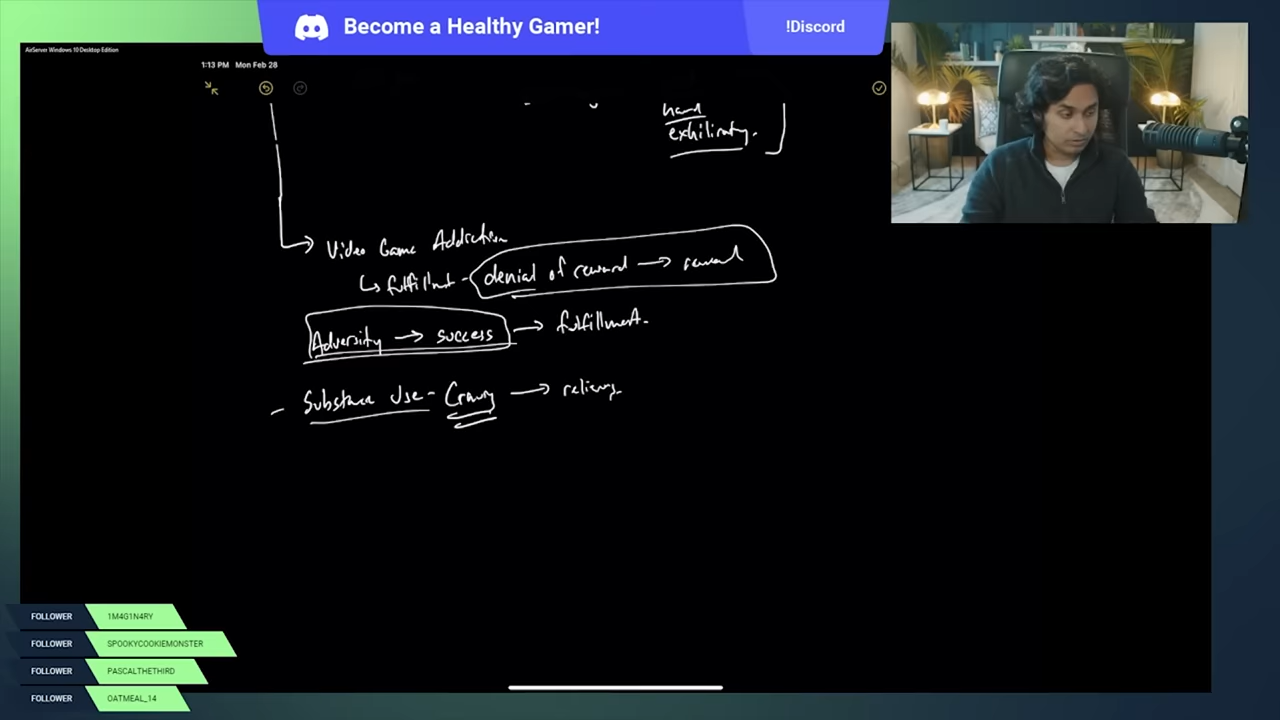 Become a Healthy Gamer!
!Discord
AirServer Windows 10 Desktop Edition
1:13 PM Mon Feb 28
hard
exhilirating.
Video Game Addiction
↳ fulfillment - denial of reward → reward
Adversity → success → fulfillment.
- Substance Use - Craving →
FOLLOWER 1M4G1N4RY
FOLLOWER SPOOKYCOOKIEMONSTER
FOLLOWER PASCALTHETHIRD
FOLLOWER OATMEAL_14